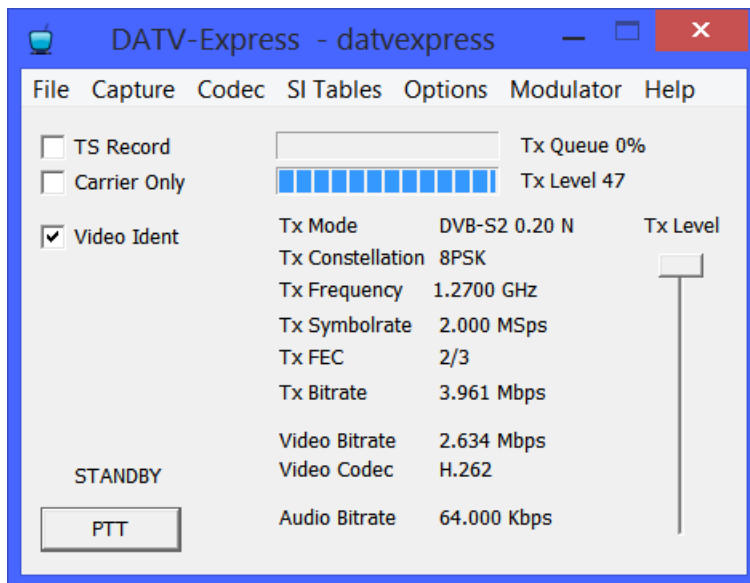 DATV-Express - datvexpress
File Capture Codec SI Tables Options Modulator Help
TS Record Tx Queue 0%
Carrier Only Tx Level 47
Video Ident Tx Mode DVB-S2 0.20 N Tx Level
Tx Constellation 8PSK
Tx Frequency 1.2700 GHz
Tx Symbolrate 2.000 MSps
Tx FEC 2/3
Tx Bitrate 3.961 Mbps
Video Bitrate 2.634 Mbps
STANDBY Video Codec H.262
PTT Audio Bitrate 64.000 Kbps